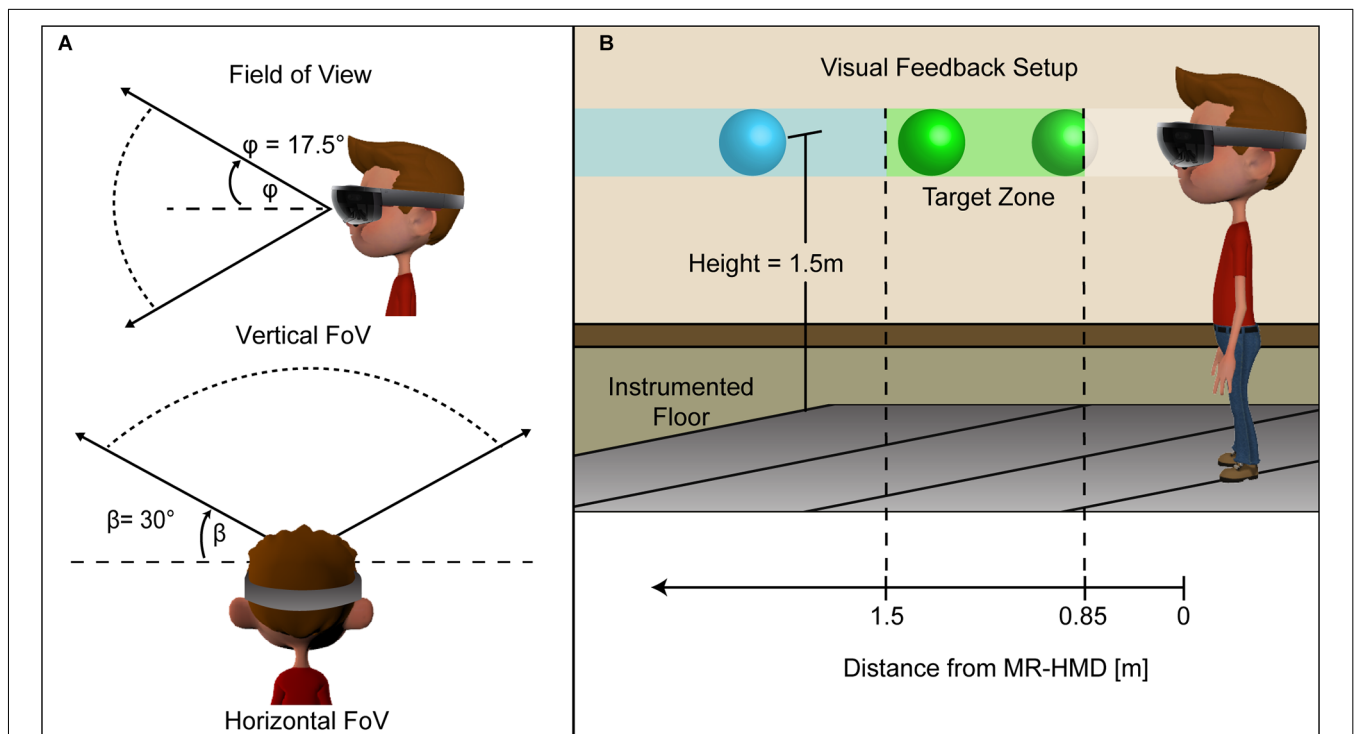 A
Field of View
φ = 17.5°
φ
Vertical FoV
β= 30°
β
Horizontal FoV
B
Visual Feedback Setup
Target Zone
Height = 1.5m
Instrumented
Floor
1.5
0.85
0
Distance from MR-HMD [m]